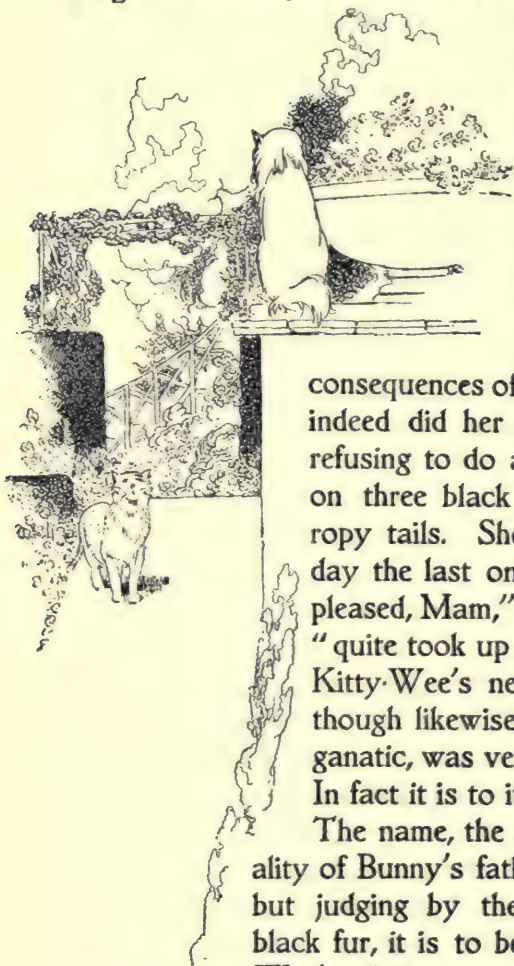 consequences of
indeed did her
refusing to do a
on three black
ropy tails. She
day the last on
pleased, Mam,"
"quite took up
Kitty-Wee's ne
though likewise
ganatic, was ve
In fact it is to i
The name, the
ality of Bunny's fath
but judging by the
black fur, it is to be